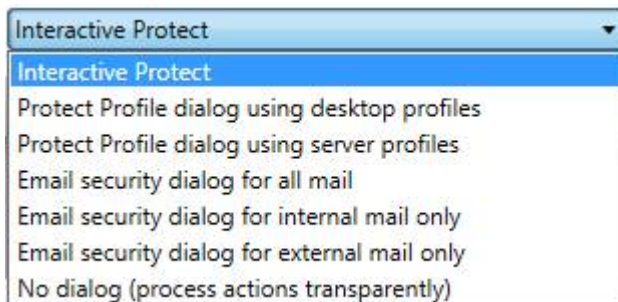 Interactive Protect
Interactive Protect
Protect Profile dialog using desktop profiles
Protect Profile dialog using server profiles
Email security dialog for all mail
Email security dialog for internal mail only
Email security dialog for external mail only
No dialog (process actions transparently)